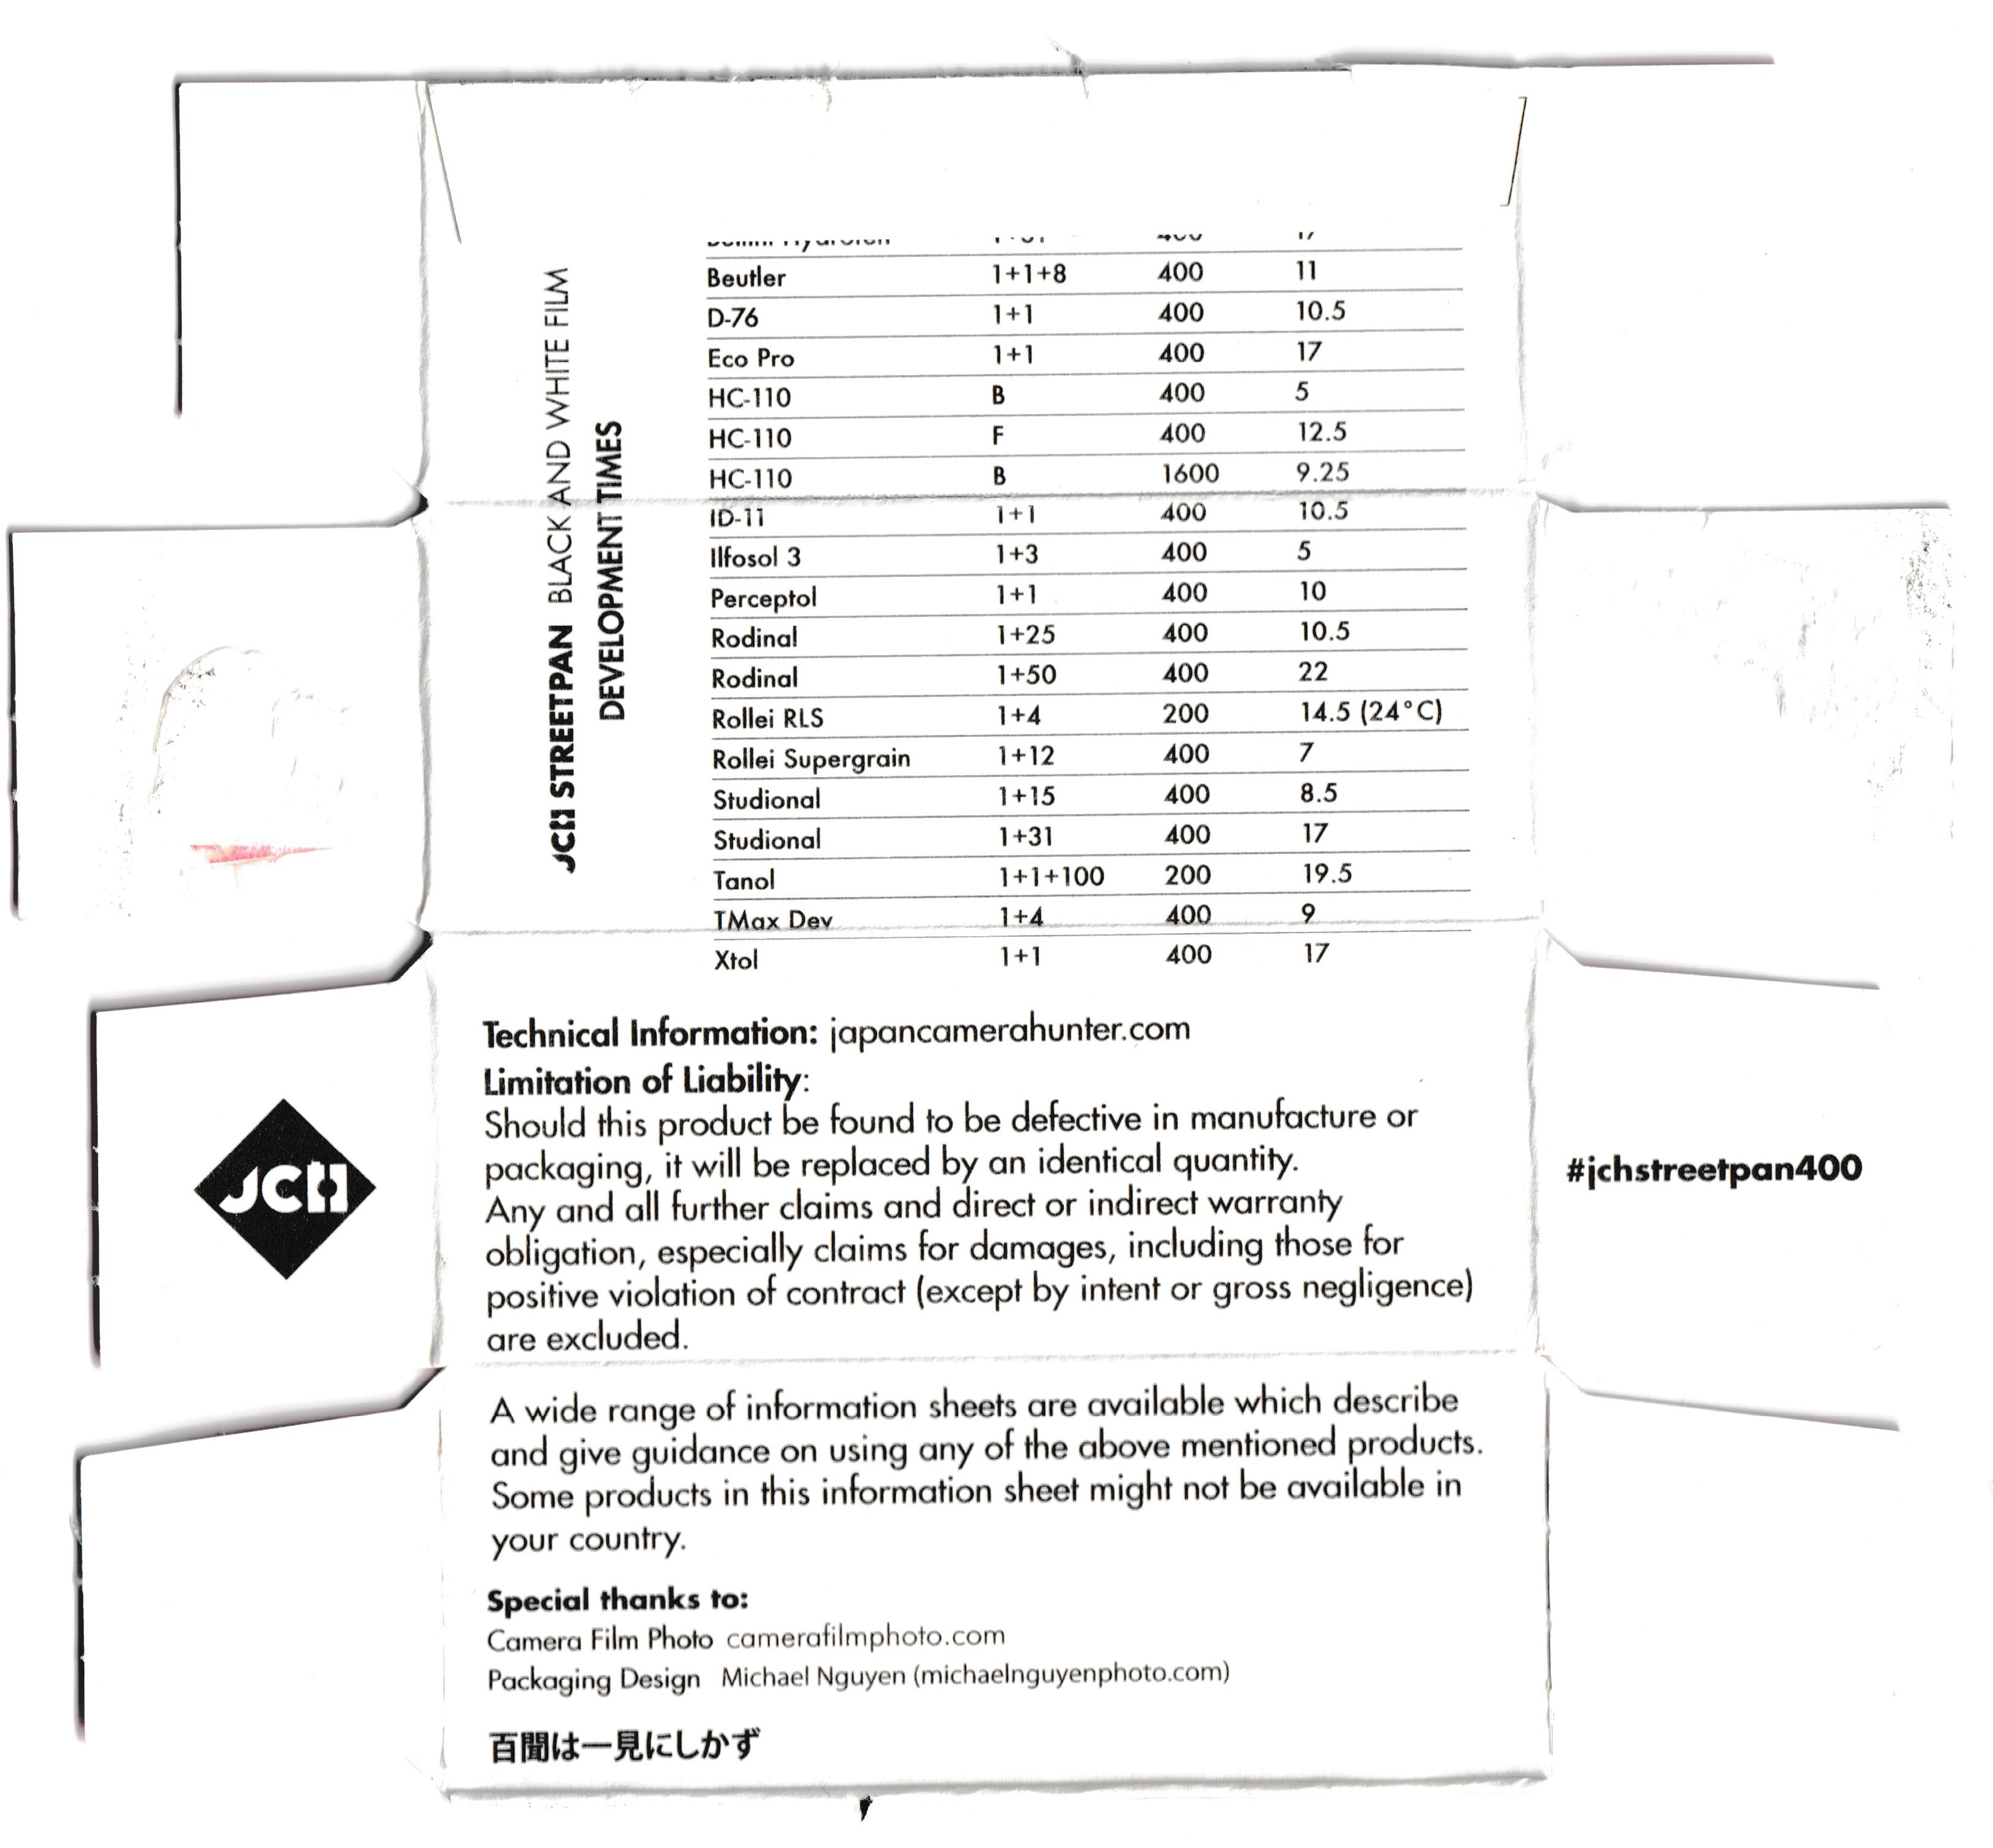 JCH STREETPAN BLACK AND WHITE FILM
DEVELOPMENT TIMES
Beutler 1+1+8 400 11
D-76 1+1 400 10.5
Eco Pro 1+1 400 17
HC-110 B 400 5
HC-110 F 400 12.5
HC-110 B 1600 9.25
ID-11 1+1 400 10.5
Ilfosol 3 1+3 400 5
Perceptol 1+1 400 10
Rodinal 1+25 400 10.5
Rodinal 1+50 400 22
Rollei RLS 1+4 200 14.5 (24°C)
Rollei Supergrain 1+12 400 7
Studional 1+15 400 8.5
Studional 1+31 400 17
Tanol 1+1+100 200 19.5
TMax Dev 1+4 400 9
Xtol 1+1 400 17
Technical Information: japancamerahunter.com
Limitation of Liability:
Should this product be found to be defective in manufacture or
packaging, it will be replaced by an identical quantity.
Any and all further claims and direct or indirect warranty
obligation, especially claims for damages, including those for
positive violation of contract (except by intent or gross negligence)
are excluded.
JCH
#jchstreetpan400
A wide range of information sheets are available which describe
and give guidance on using any of the above mentioned products.
Some products in this information sheet might not be available in
your country.
Special thanks to:
Camera Film Photo camerafilmphoto.com
Packaging Design Michael Nguyen (michaelnguyenphoto.com)
百聞は一見にしかず